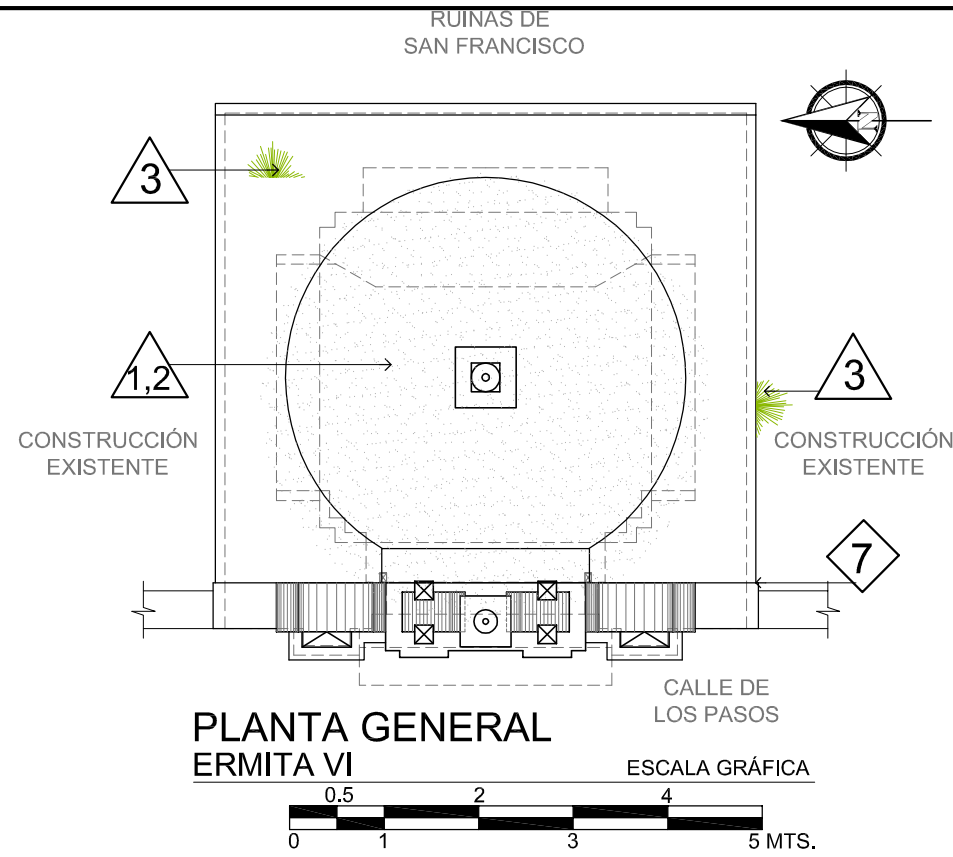 RUINAS DE
SAN FRANCISCO
N
3
1,2
3
CONSTRUCCIÓN
EXISTENTE
CONSTRUCCIÓN
EXISTENTE
7
CALLE DE
LOS PASOS
PLANTA GENERAL
ERMITA VI
ESCALA GRÁFICA
0.5 2 4
0 1 3 5 MTS.